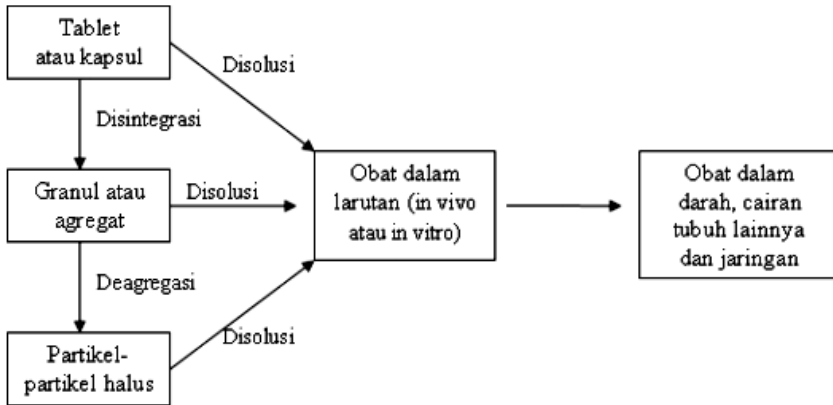 Tablet
atau kapsul
Disolusi
Disintegrasi
Granul atau
agregat
Disolusi
Obat dalam
larutan (in vivo
atau in vitro)
Obat dalam
darah, cairan
tubuh lainnya
dan jaringan
Deagregasi
Disolusi
Partikel-
partikel halus